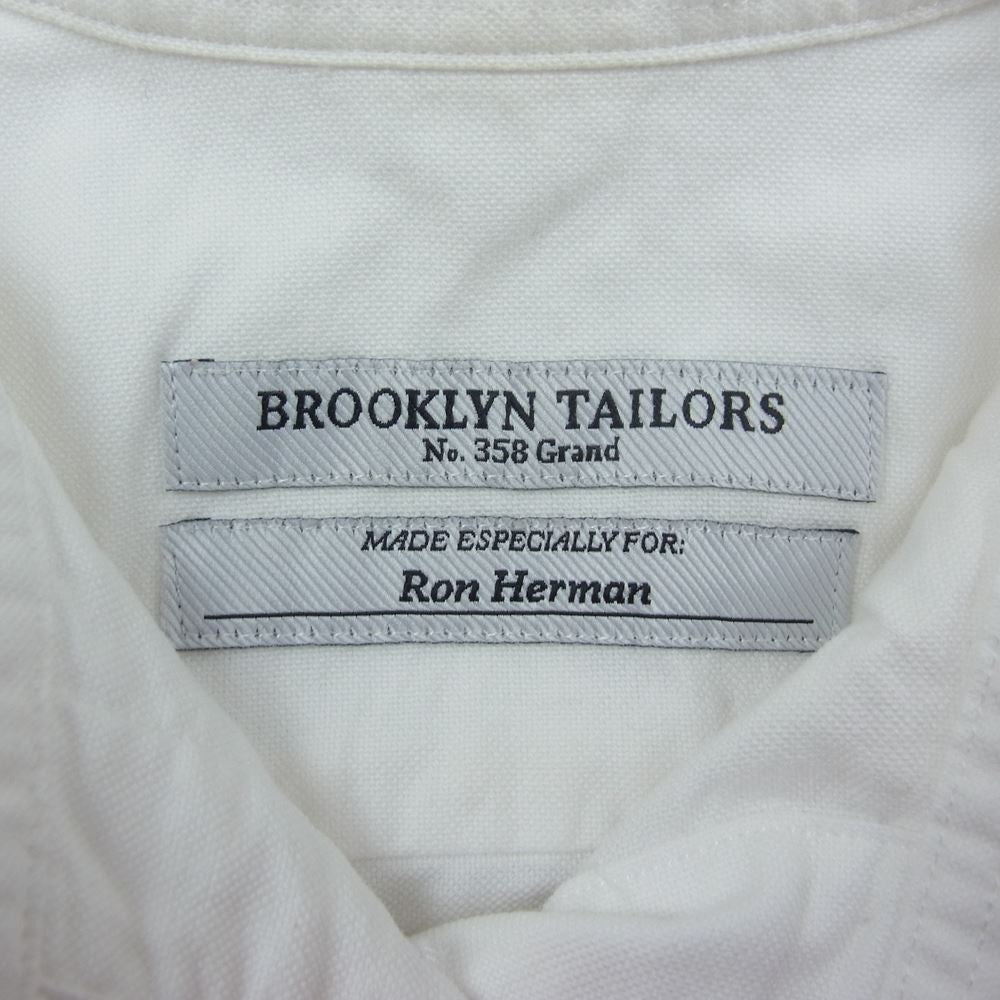 BROOKLYN TAILORS
No. 358 Grand
MADE ESPECIALLY FOR:
Ron Herman